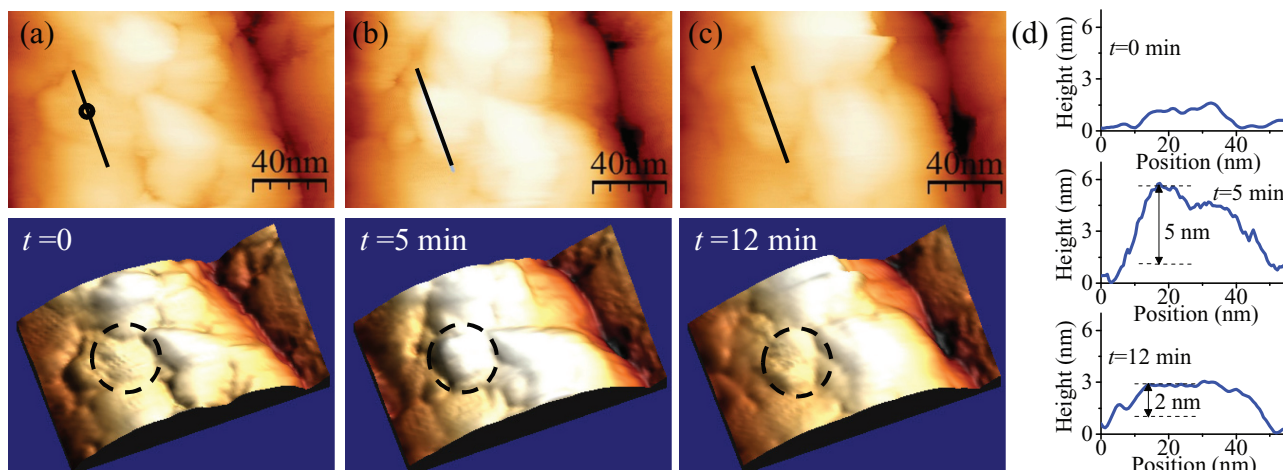 (a)
40nm
(b)
40nm
(c)
40nm
t =0
t=5 min
t=12 min
(d)
Height (nm)
6
3
0
t=0 min
0 20 40
Position (nm)
Height (nm)
6
3
0
t=5 min
5 nm
0 20 40
Position (nm)
Height (nm)
6
3
0
t=12 min
2 nm
0 20 40
Position (nm)